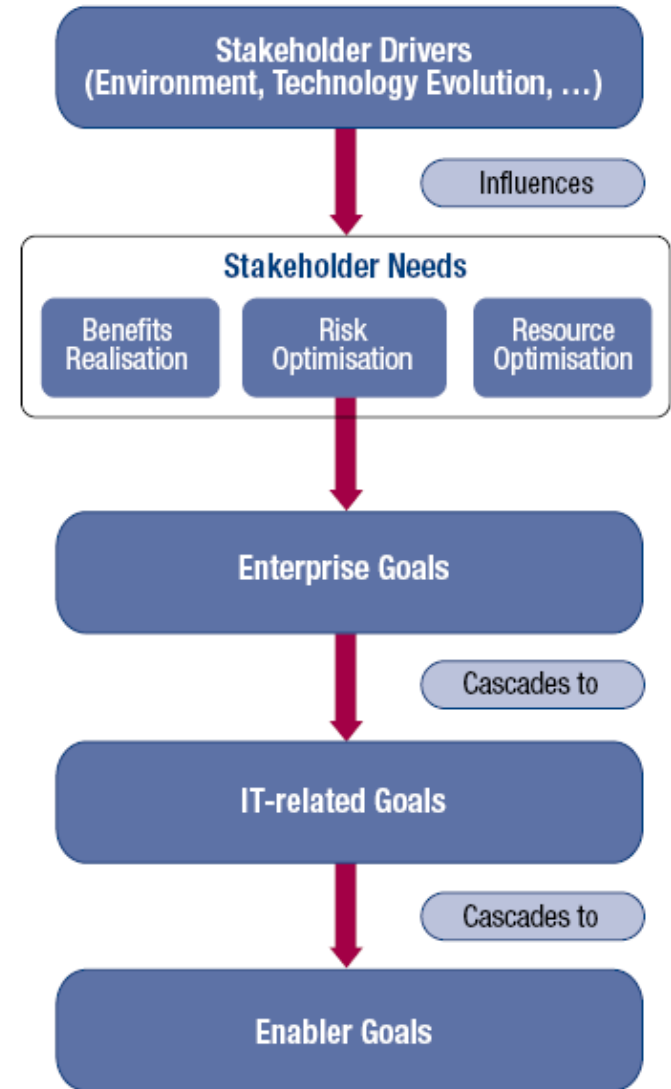 Stakeholder Drivers
(Environment, Technology Evolution, …)
Influences
Stakeholder Needs
Benefits
Realisation
Risk
Optimisation
Resource
Optimisation
Enterprise Goals
Cascades to
IT-related Goals
Cascades to
Enabler Goals